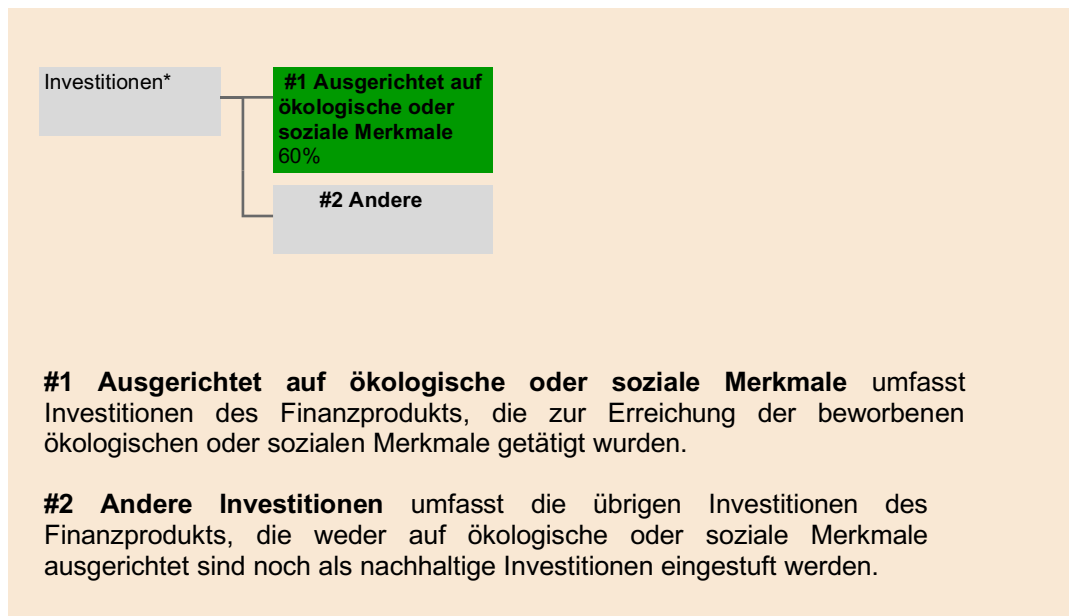 Investitionen*
#1 Ausgerichtet auf
ökologische oder
soziale Merkmale
60%
#2 Andere
#1 Ausgerichtet auf ökologische oder soziale Merkmale umfasst
Investitionen des Finanzprodukts, die zur Erreichung der beworbenen
ökologischen oder sozialen Merkmale getätigt wurden.
#2 Andere Investitionen umfasst die übrigen Investitionen des
Finanzprodukts, die weder auf ökologische oder soziale Merkmale
ausgerichtet sind noch als nachhaltige Investitionen eingestuft werden.